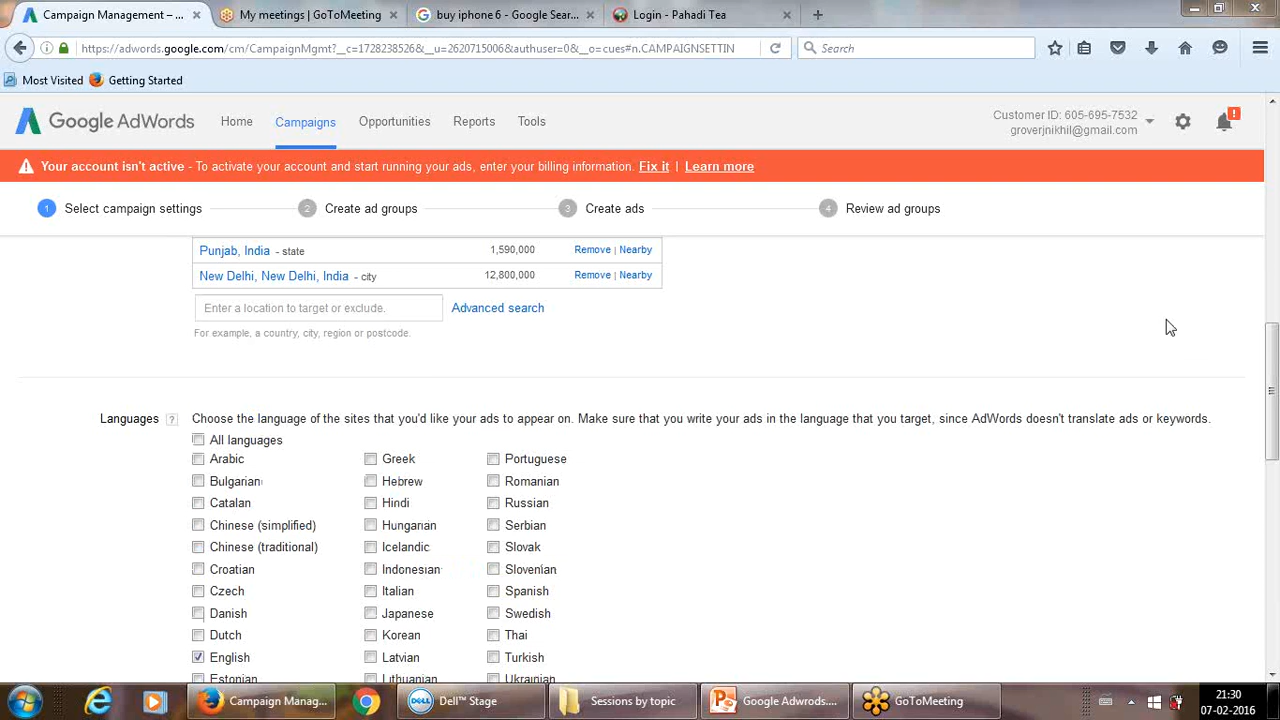 Campaign Management – ...
My meetings | GoToMeeting
buy iphone 6 - Google Sear...
Login - Pahadi Tea
https://adwords.google.com/cm/CampaignMgmt?__c=1728238526&__u=2620715006&authuser=0&__o=cues#n.CAMPAIGNSETTIN
Search
Most Visited
Getting Started
Google AdWords
Home
Campaigns
Opportunities
Reports
Tools
Customer ID: 605-695-7532
groverjnikhil@gmail.com
Your account isn't active - To activate your account and start running your ads, enter your billing information. Fix it | Learn more
1 Select campaign settings
2 Create ad groups
3 Create ads
4 Review ad groups
Punjab, India - state 1,590,000 Remove | Nearby
New Delhi, New Delhi, India - city 12,800,000 Remove | Nearby
Enter a location to target or exclude.
Advanced search
For example, a country, city, region or postcode.
Languages ? Choose the language of the sites that you'd like your ads to appear on. Make sure that you write your ads in the language that you target, since AdWords doesn't translate ads or keywords.
All languages
Arabic Greek Portuguese
Bulgarian Hebrew Romanian
Catalan Hindi Russian
Chinese (simplified) Hungarian Serbian
Chinese (traditional) Icelandic Slovak
Croatian Indonesian Slovenian
Czech Italian Spanish
Danish Japanese Swedish
Dutch Korean Thai
English Latvian Turkish
Estonian Lithuanian Ukrainian
Campaign Manag...
Dell™ Stage
Sessions by topic
Google Adwrods....
GoToMeeting
21:30
07-02-2016